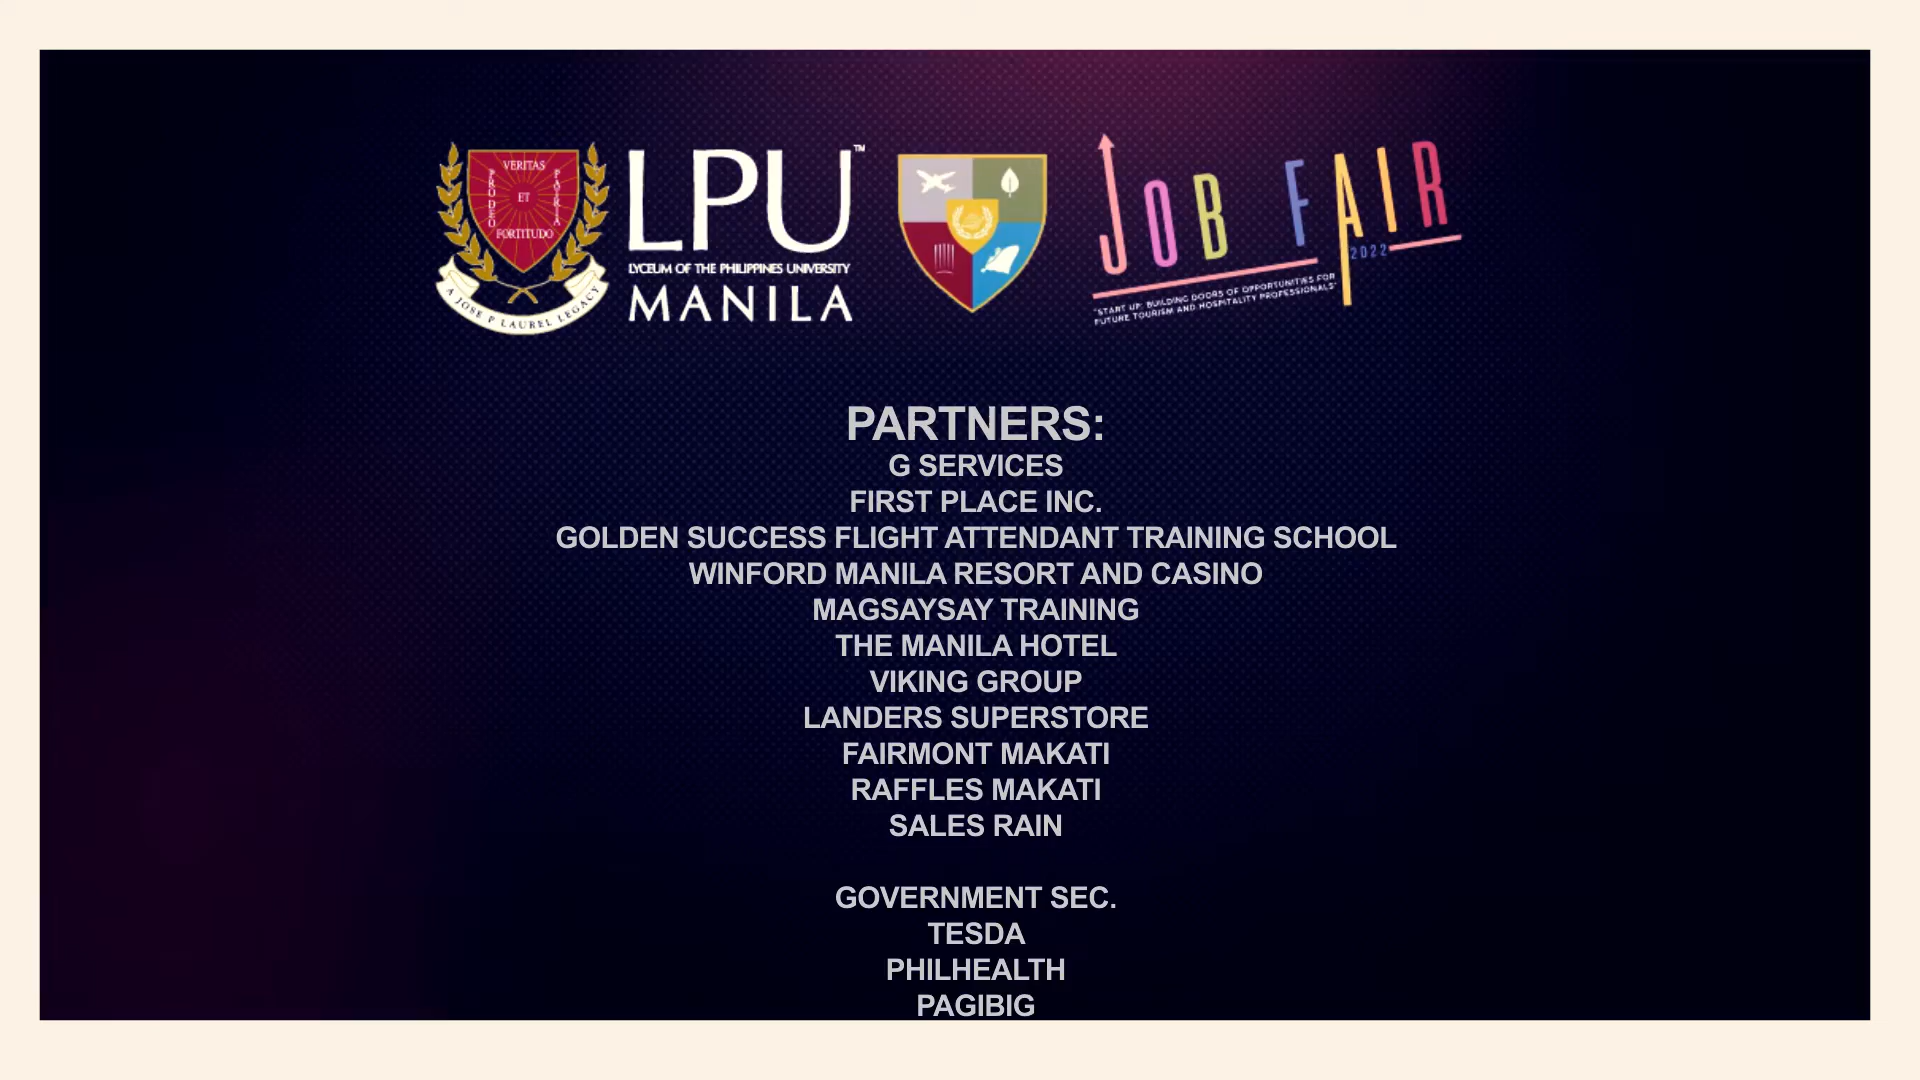 VERITAS
PRO DEO
ET
PATRIA
FORTITUDO
A JOSE P LAUREL LEGACY
LPU™
LYCEUM OF THE PHILIPPINES UNIVERSITY
MANILA
JOB FAIR
2022
"START UP: BUILDING DOORS OF OPPORTUNITIES FOR
FUTURE TOURISM AND HOSPITALITY PROFESSIONALS"
PARTNERS:
G SERVICES
FIRST PLACE INC.
GOLDEN SUCCESS FLIGHT ATTENDANT TRAINING SCHOOL
WINFORD MANILA RESORT AND CASINO
MAGSAYSAY TRAINING
THE MANILA HOTEL
VIKING GROUP
LANDERS SUPERSTORE
FAIRMONT MAKATI
RAFFLES MAKATI
SALES RAIN
GOVERNMENT SEC.
TESDA
PHILHEALTH
PAGIBIG